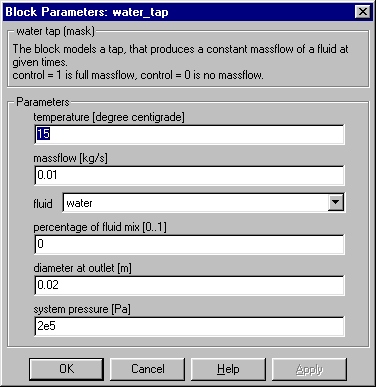 Block Parameters: water_tap
water tap (mask)
The block models a tap, that produces a constant massflow of a fluid at
given times.
control = 1 is full massflow, control = 0 is no massflow.
Parameters
temperature [degree centigrade]
15
massflow [kg/s]
0.01
fluid water
percentage of fluid mix [0..1]
0
diameter at outlet [m]
0.02
system pressure [Pa]
2e5
OK Cancel Help Apply